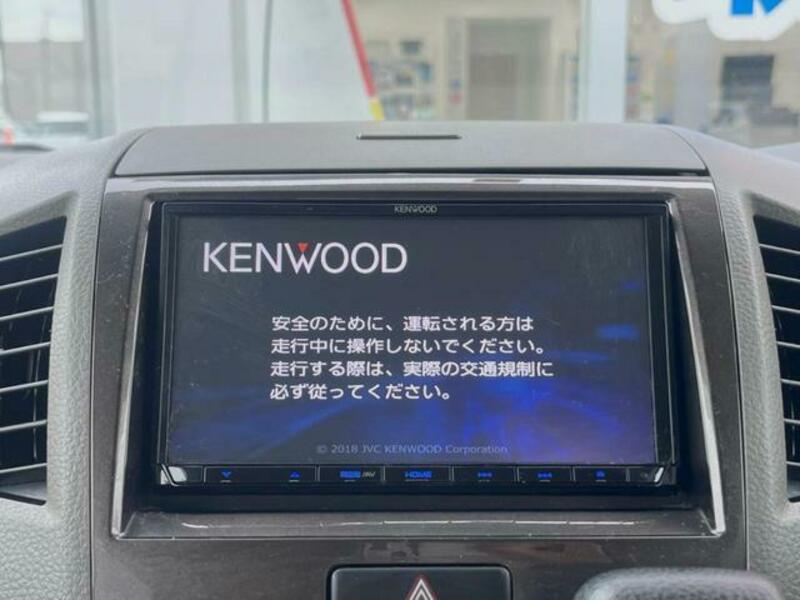 KENWOOD
KENWOOD
安全のために、運転される方は
走行中に操作しないでください。
走行する際は、実際の交通規制に
必ず従ってください。
© 2018 JVC KENWOOD Corporation
AV HOME